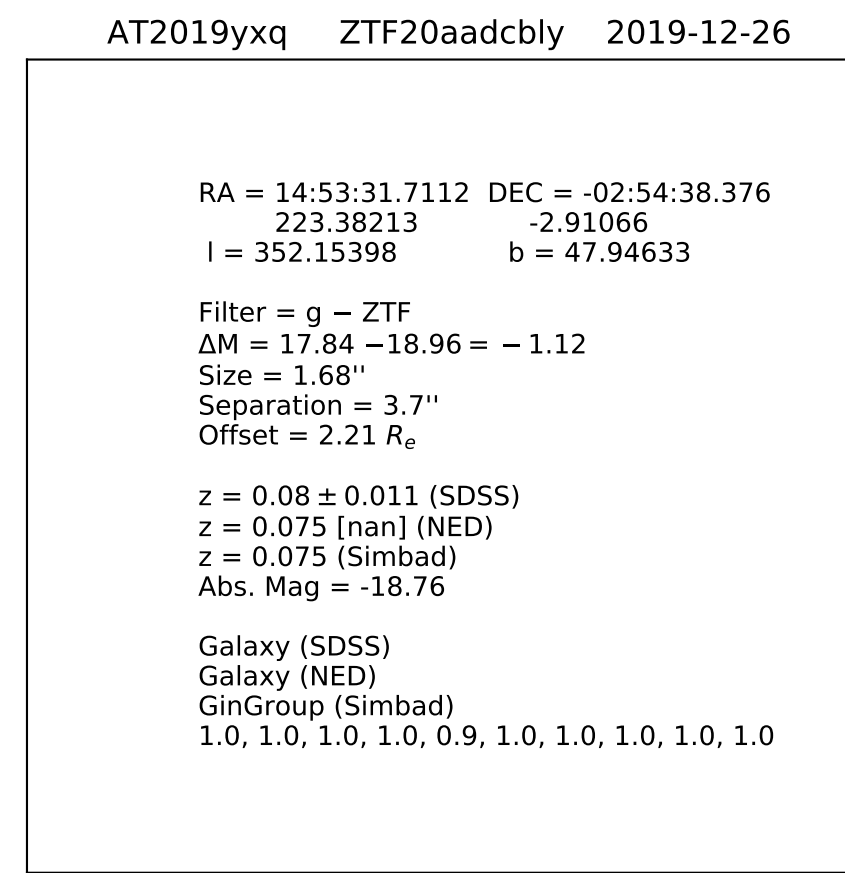 AT2019yxq ZTF20aadcbly 2019-12-26
RA = 14:53:31.7112 DEC = -02:54:38.376
223.38213 -2.91066
l = 352.15398 b = 47.94633
Filter = g − ZTF
ΔM = 17.84 −18.96 = − 1.12
Size = 1.68''
Separation = 3.7''
Offset = 2.21 Rₑ
z = 0.08 ± 0.011 (SDSS)
z = 0.075 [nan] (NED)
z = 0.075 (Simbad)
Abs. Mag = -18.76
Galaxy (SDSS)
Galaxy (NED)
GinGroup (Simbad)
1.0, 1.0, 1.0, 1.0, 0.9, 1.0, 1.0, 1.0, 1.0, 1.0